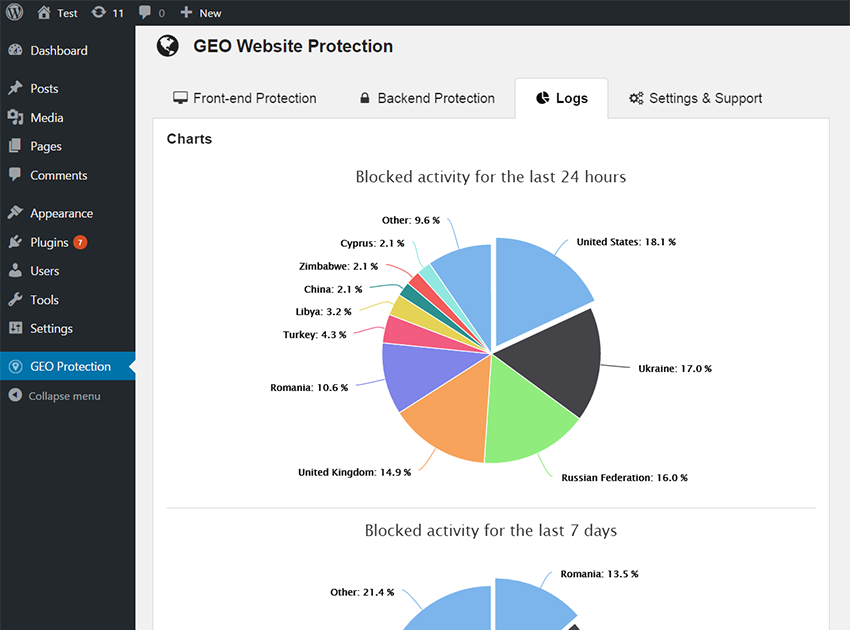 Test 11 0 New
Dashboard
Posts
Media
Pages
Comments
Appearance
Plugins 7
Users
Tools
Settings
GEO Protection
Collapse menu
GEO Website Protection
Front-end Protection Backend Protection Logs Settings & Support
Charts
Blocked activity for the last 24 hours
Other: 9.6 %
United States: 18.1 %
Cyprus: 2.1 %
Zimbabwe: 2.1 %
China: 2.1 %
Libya: 3.2 %
Turkey: 4.3 %
Ukraine: 17.0 %
Romania: 10.6 %
United Kingdom: 14.9 %
Russian Federation: 16.0 %
Blocked activity for the last 7 days
Romania: 13.5 %
Other: 21.4 %